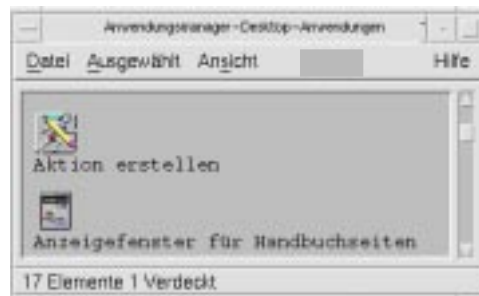 Anwendungsmanager - Desktop-Anwendungen
Datei Ausgewählt Ansicht Hilfe
Aktion erstellen
Anzeigefenster für Handbuchseiten
17 Elemente 1 Verdeckt